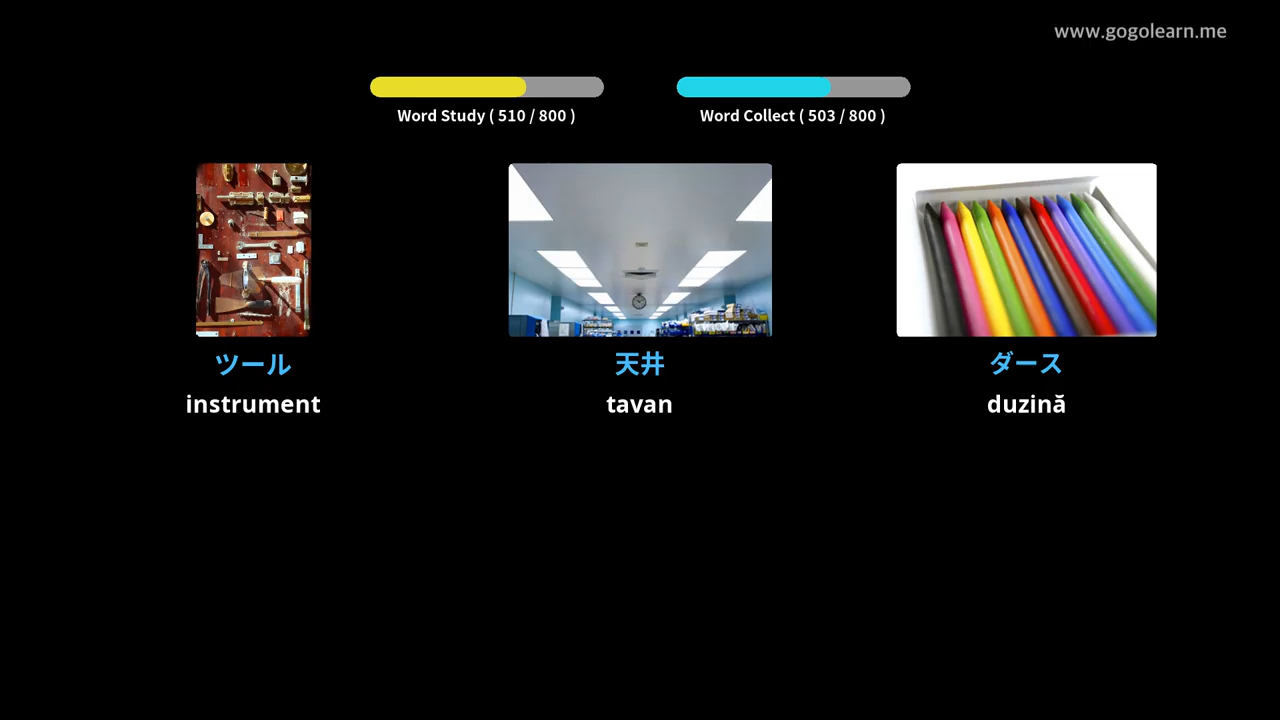 www.gogolearn.me
Word Study ( 510 / 800 )
Word Collect ( 503 / 800 )
ツール
天井
ダース
instrument
tavan
duzină